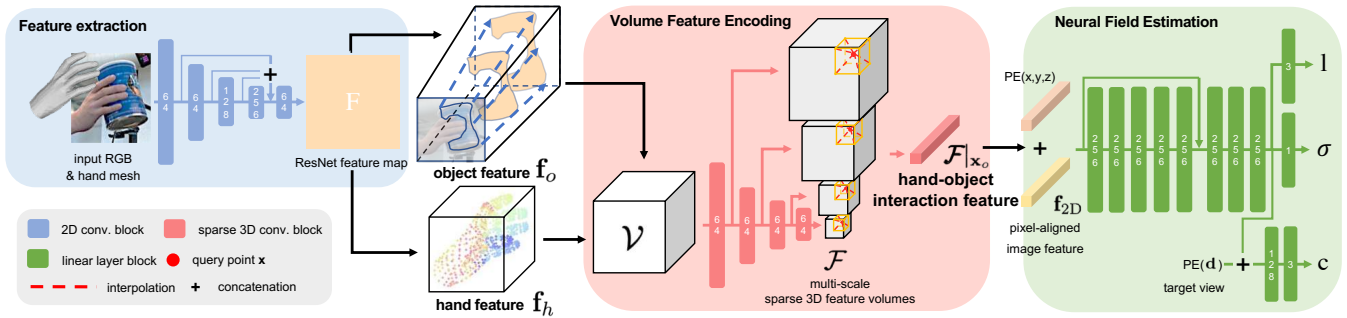 Feature extraction
64
64
128
256
64
+
F
input RGB
& hand mesh
ResNet feature map
object feature f_o
hand feature f_h
2D conv. block
sparse 3D conv. block
linear layer block
query point x
interpolation
+ concatenation
Volume Feature Encoding
V
64
64
64
64
F
multi-scale
sparse 3D feature volumes
F|x_o
hand-object
interaction feature
Neural Field Estimation
PE(x,y,z)
+
f_2D
pixel-aligned
image feature
256
256
256
256
256
256
256
3
l
1
σ
PE(d)
+
target view
128
3
c